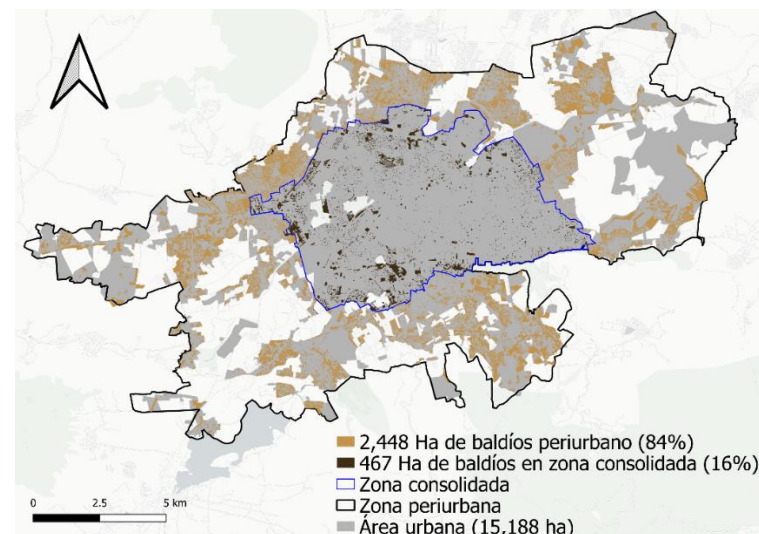 2,448 Ha de baldíos periurbano (84%)
467 Ha de baldíos en zona consolidada (16%)
Zona consolidada
Zona periurbana
Área urbana (15,188 ha)
0 2.5 5 km